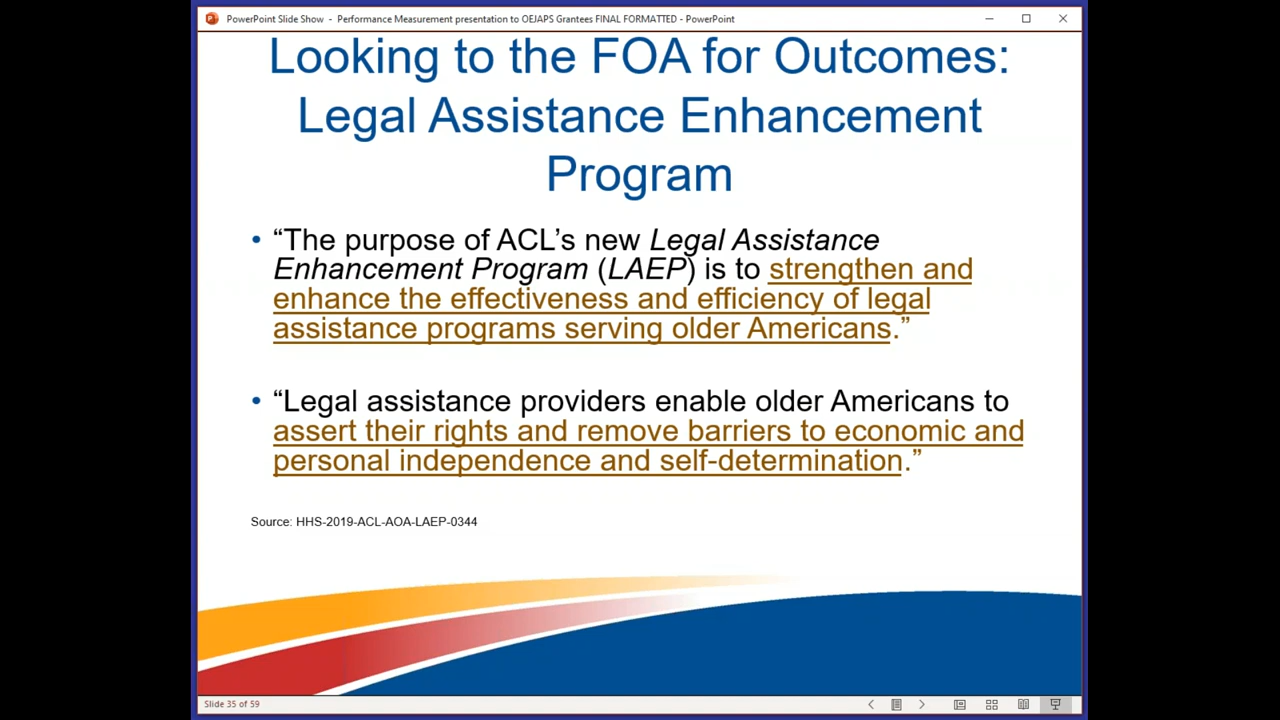 PowerPoint Slide Show - Performance Measurement presentation to OEJAPS Grantees FINAL FORMATTED - PowerPoint
Looking to the FOA for Outcomes:
Legal Assistance Enhancement
Program
• “The purpose of ACL’s new Legal Assistance
Enhancement Program (LAEP) is to strengthen and
enhance the effectiveness and efficiency of legal
assistance programs serving older Americans.”
• “Legal assistance providers enable older Americans to
assert their rights and remove barriers to economic and
personal independence and self-determination.”
Source: HHS-2019-ACL-AOA-LAEP-0344
Slide 35 of 59